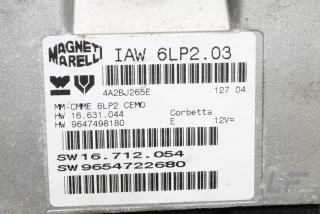 MAGNETI MARELLI
IAW 6LP2.03
4A2BJ265E 127 04
MM-CMME 6LP2 CEMO
HW 16.631.044 Corbetta
HW 9647498180 E 12V=
SW 16.712.054
SW 9654722680